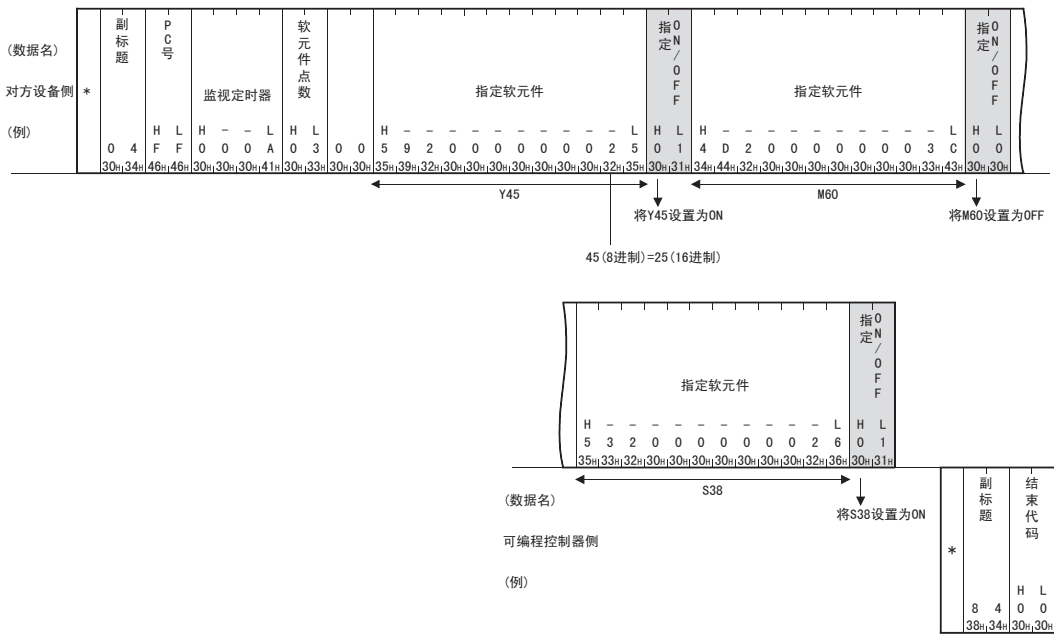 (数据名)
对方设备侧
(例)
*
副标题
PC号
监视定时器
软元件点数
指定软元件
指定ON/OFF
指定软元件
指定ON/OFF
H L H - - L H L H - - - - - - - - - - L H L H - - - - - - - - - - L H L
0 4 F F 0 0 0 A 0 3 0 0 5 9 2 0 0 0 0 0 0 0 2 5 0 1 4 D 2 0 0 0 0 0 0 0 3 C 0 0
30H 34H 46H 46H 30H 30H 30H 41H 30H 33H 30H 30H 35H 39H 32H 30H 30H 30H 30H 30H 30H 30H 32H 35H 30H 31H 34H 44H 32H 30H 30H 30H 30H 30H 30H 30H 33H 43H 30H 30H
Y45
M60
将Y45设置为ON
将M60设置为OFF
45(8进制)=25(16进制)
指定软元件
指定ON/OFF
H - - - - - - - - - - L H L
5 3 2 0 0 0 0 0 0 0 2 6 0 1
35H 33H 32H 30H 30H 30H 30H 30H 30H 30H 32H 36H 30H 31H
S38
将S38设置为ON
(数据名)
可编程控制器侧
(例)
*
副标题
结束代码
H L
8 4 0 0
38H 34H 30H 30H